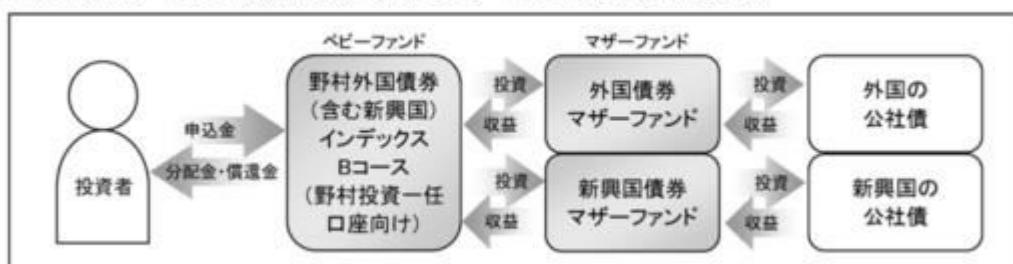 ベビーファンド
マザーファンド
投資者
申込金
分配金・償還金
野村外国債券
(含む新興国)
インデックス
Bコース
(野村投資一任
口座向け)
投資
収益
外国債券
マザーファンド
投資
収益
外国の
公社債
投資
収益
新興国債券
マザーファンド
投資
収益
新興国の
公社債